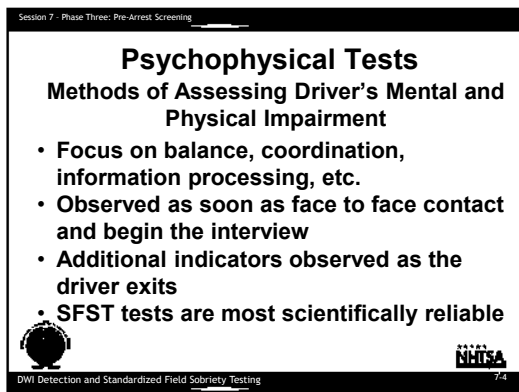 Session 7 - Phase Three: Pre-Arrest Screening
Psychophysical Tests
Methods of Assessing Driver's Mental and
Physical Impairment
• Focus on balance, coordination,
information processing, etc.
• Observed as soon as face to face contact
and begin the interview
• Additional indicators observed as the
driver exits
• SFST tests are most scientifically reliable
NHTSA
DWI Detection and Standardized Field Sobriety Testing
7-4